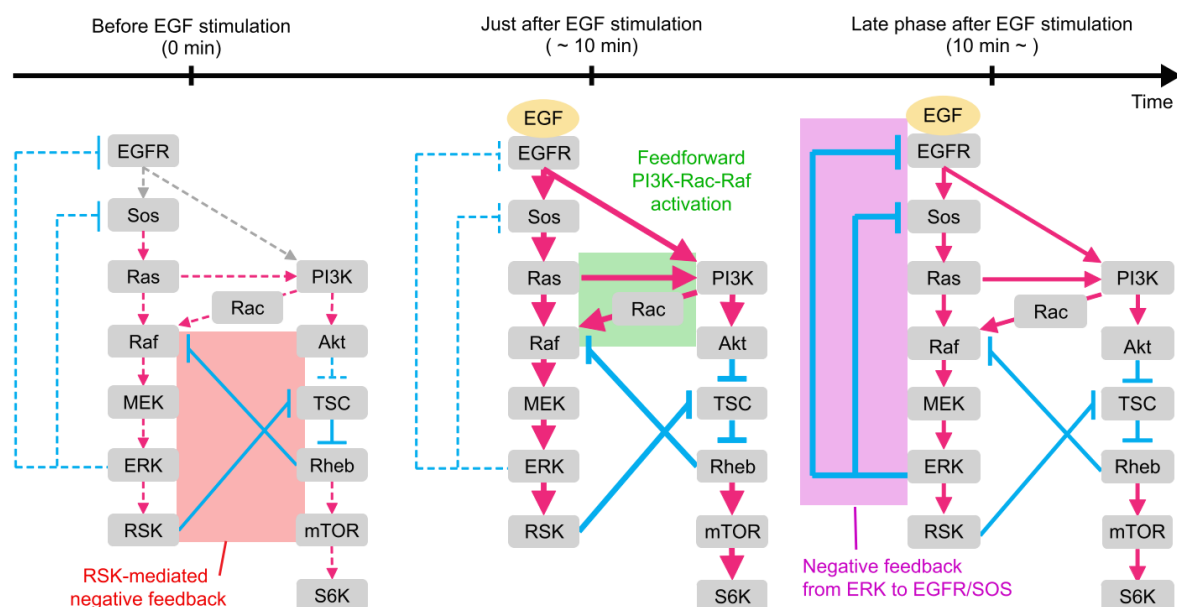 Before EGF stimulation
(0 min)
Just after EGF stimulation
( ~ 10 min)
Late phase after EGF stimulation
(10 min ~ )
Time
EGFR
Sos
Ras
PI3K
Rac
Raf
Akt
MEK
TSC
ERK
Rheb
RSK
mTOR
S6K
RSK-mediated
negative feedback
EGF
EGFR
Feedforward
PI3K-Rac-Raf
activation
Sos
Ras
PI3K
Rac
Raf
Akt
MEK
TSC
ERK
Rheb
RSK
mTOR
S6K
EGF
EGFR
Sos
Ras
PI3K
Rac
Raf
Akt
MEK
TSC
ERK
Rheb
RSK
mTOR
S6K
Negative feedback
from ERK to EGFR/SOS